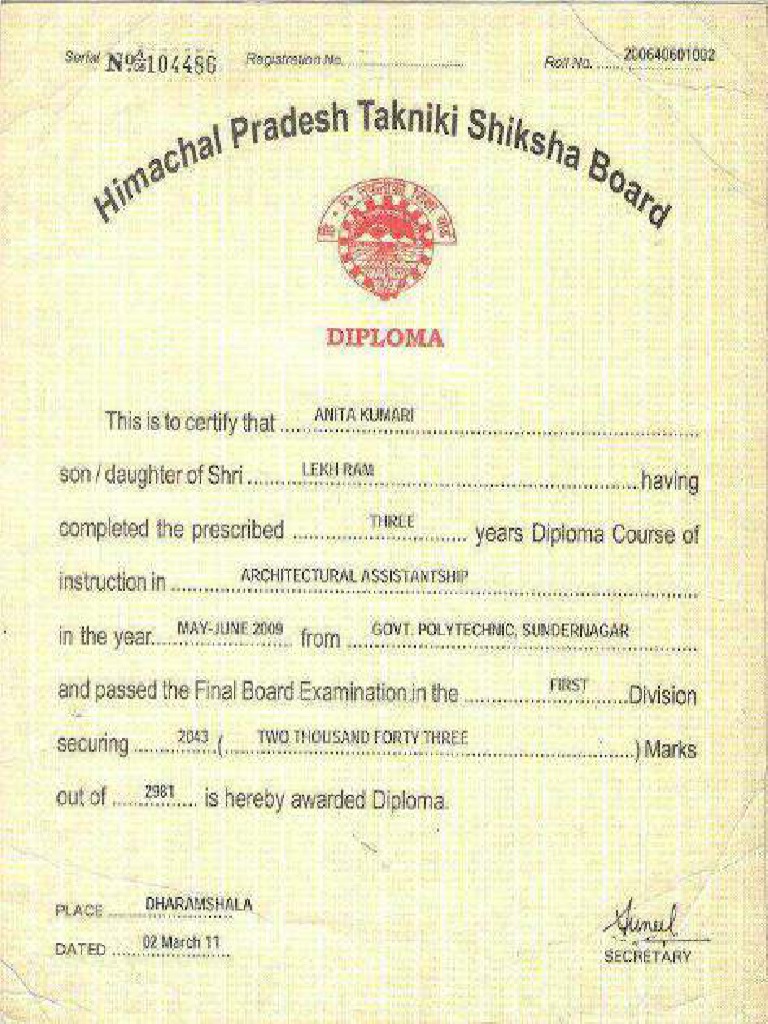 Serial No. A/05 104486 Registration No. ........................ Roll No. ...... 200640601002
Himachal Pradesh Takniki Shiksha Board
हि • प्र • तकनीकी शिक्षा बोर्ड
DIPLOMA
This is to certify that .... ANITA KUMARI
son / daughter of Shri .... LEKH RAM .... having
completed the prescribed .... THREE .... years Diploma Course of
instruction in .... ARCHITECTURAL ASSISTANTSHIP
in the year.... MAY-JUNE 2009 from .... GOVT. POLYTECHNIC, SUNDERNAGAR
and passed the Final Board Examination in the .... FIRST ....Division
securing .... 2043 (.... TWO THOUSAND FORTY THREE ....) Marks
out of .... 2981 .... is hereby awarded Diploma.
PLACE .... DHARAMSHALA
DATED .... 02 March 11
Suneel
SECRETARY